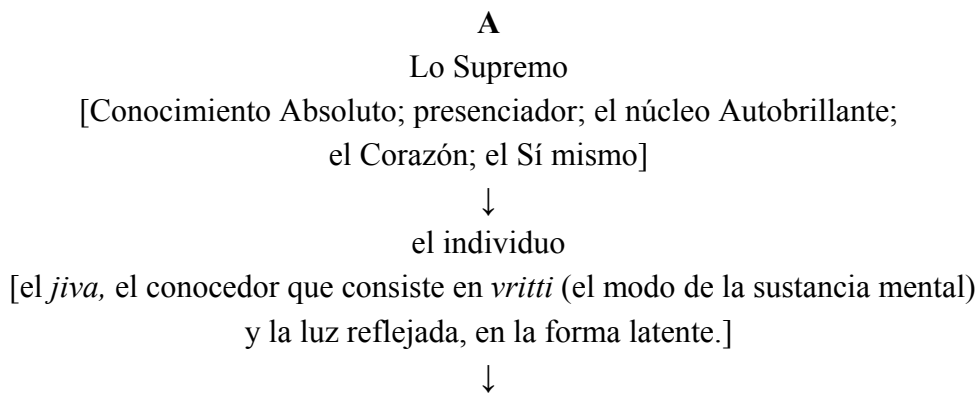 A
Lo Supremo
[Conocimiento Absoluto; presenciador; el núcleo Autobrillante;
el Corazón; el Sí mismo]
↓
el individuo
[el jiva, el conocedor que consiste en vritti (el modo de la sustancia mental)
y la luz reflejada, en la forma latente.]
↓